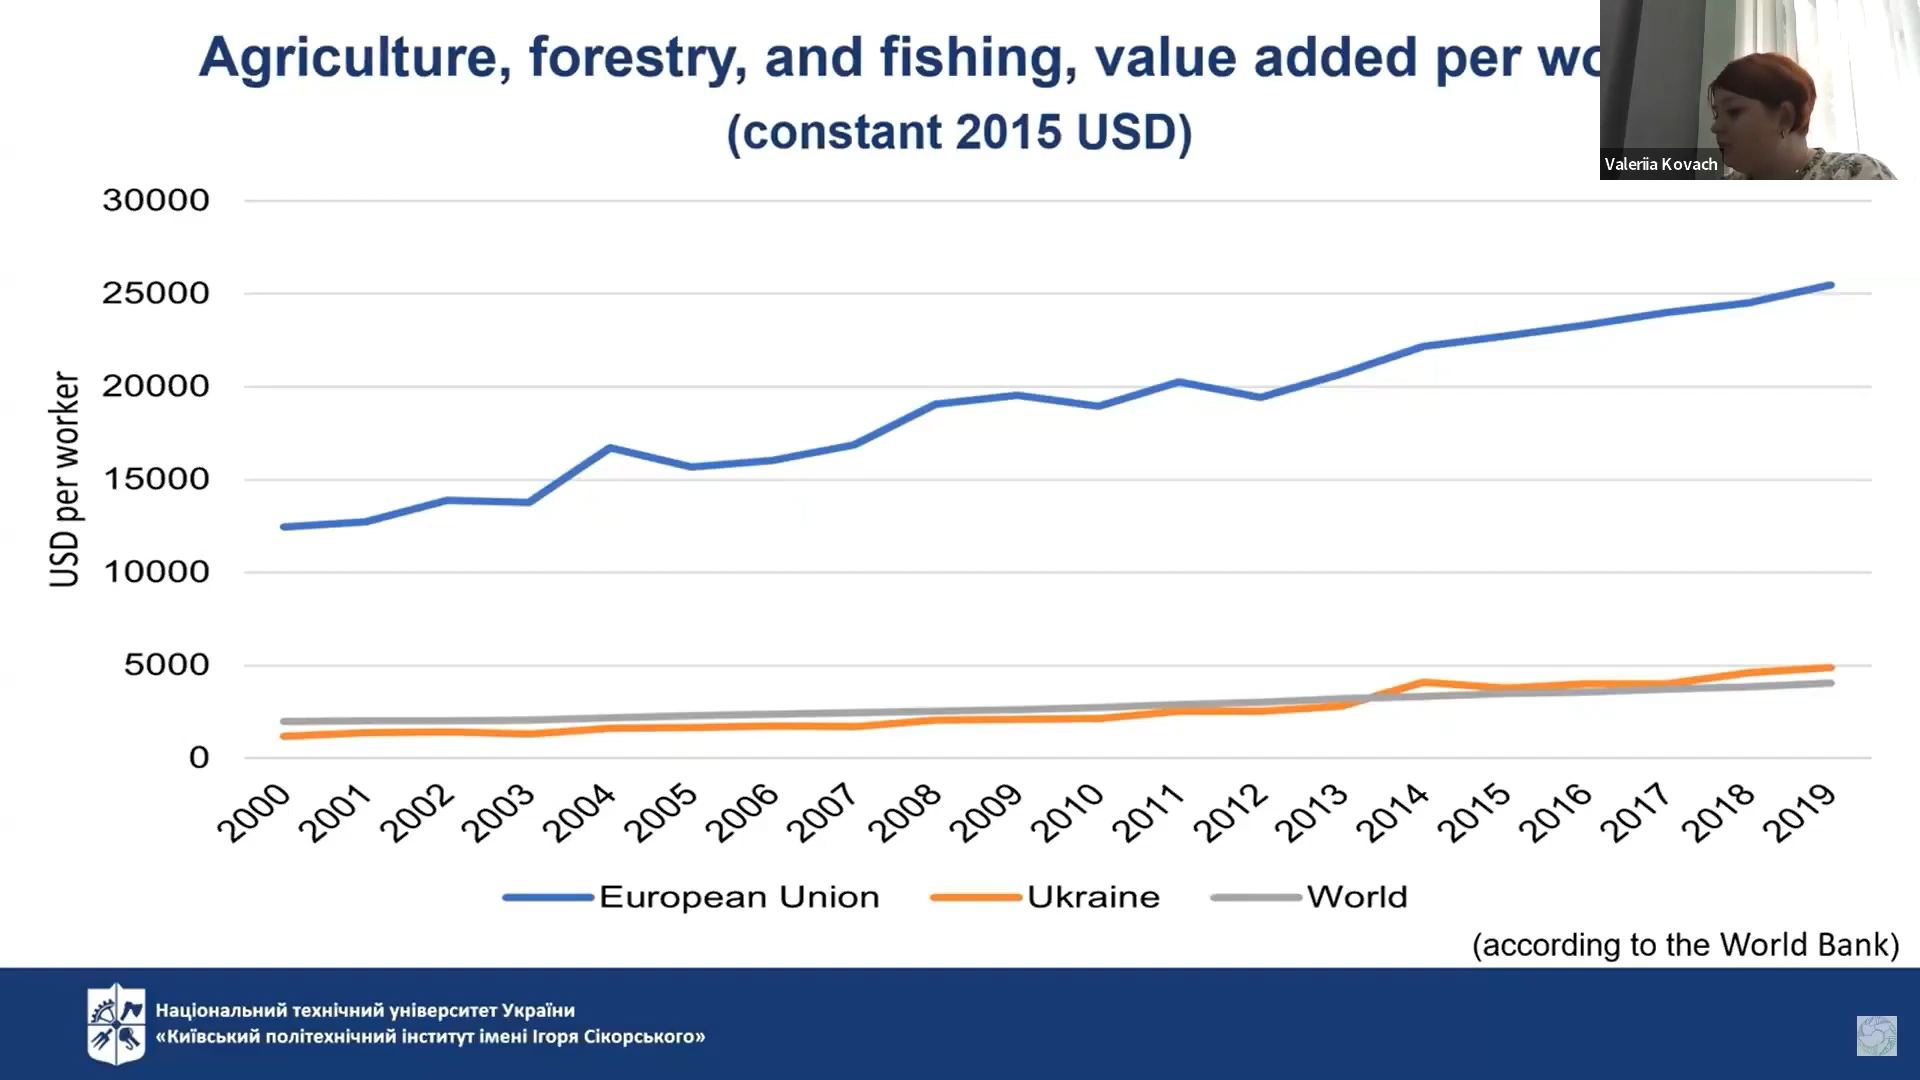 Agriculture, forestry, and fishing, value added per
(constant 2015 USD)
Valeriia Kovach
USD per worker
30000
25000
20000
15000
10000
5000
0
2000 2001 2002 2003 2004 2005 2006 2007 2008 2009 2010 2011 2012 2013 2014 2015 2016 2017 2018 2019
European Union Ukraine World
(according to the World Bank)
Національний технічний університет України
«Київський політехнічний інститут імені Ігоря Сікорського»